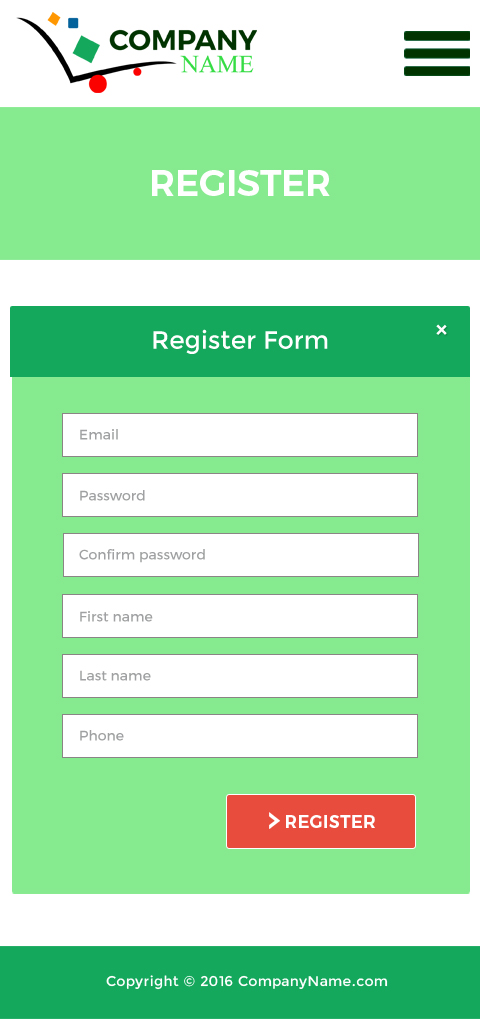 COMPANY
NAME
REGISTER
Register Form
×
Email
Password
Confirm password
First name
Last name
Phone
REGISTER
Copyright © 2016 CompanyName.com